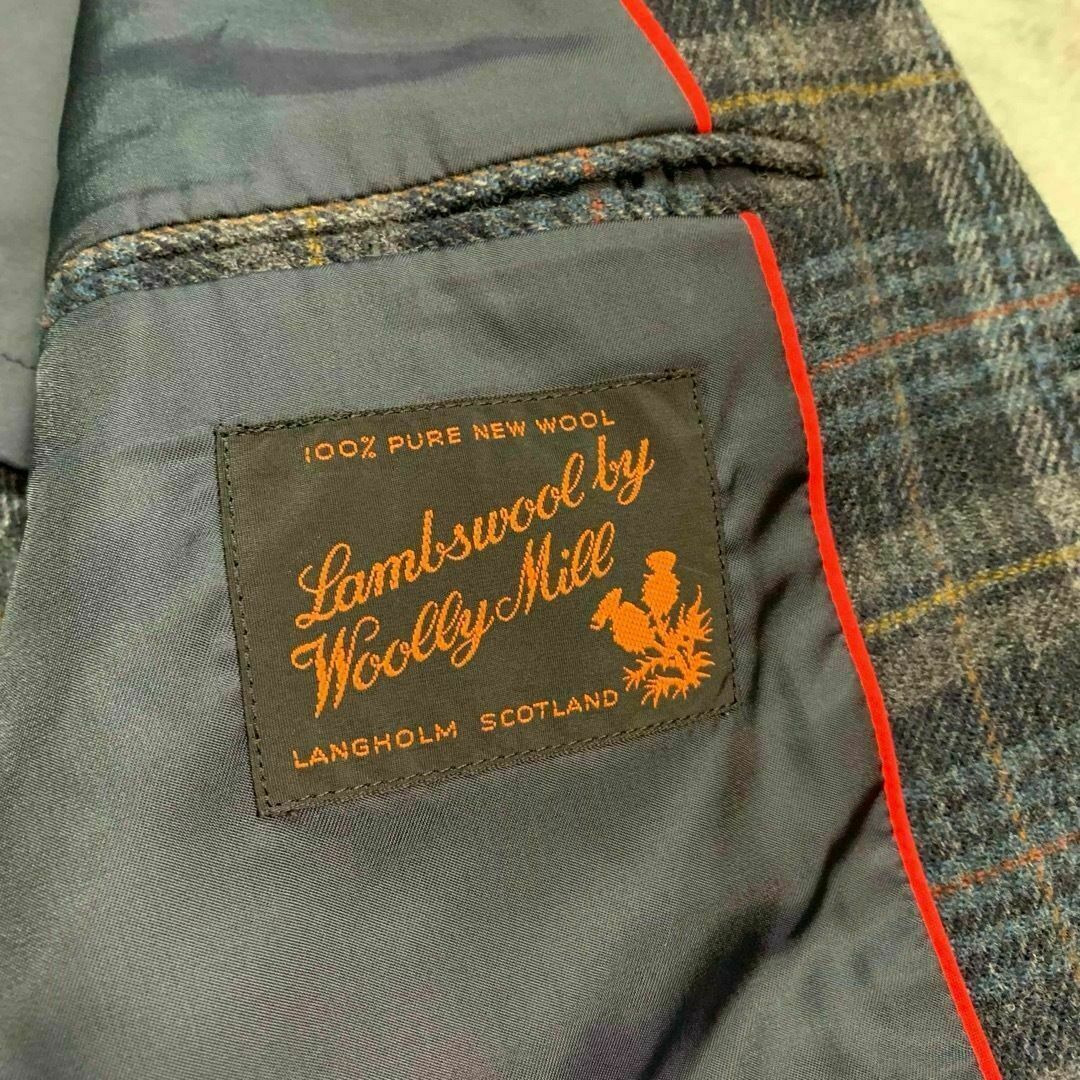 100% PURE NEW WOOL
Lambswool by
Woolly Mill
LANGHOLM SCOTLAND